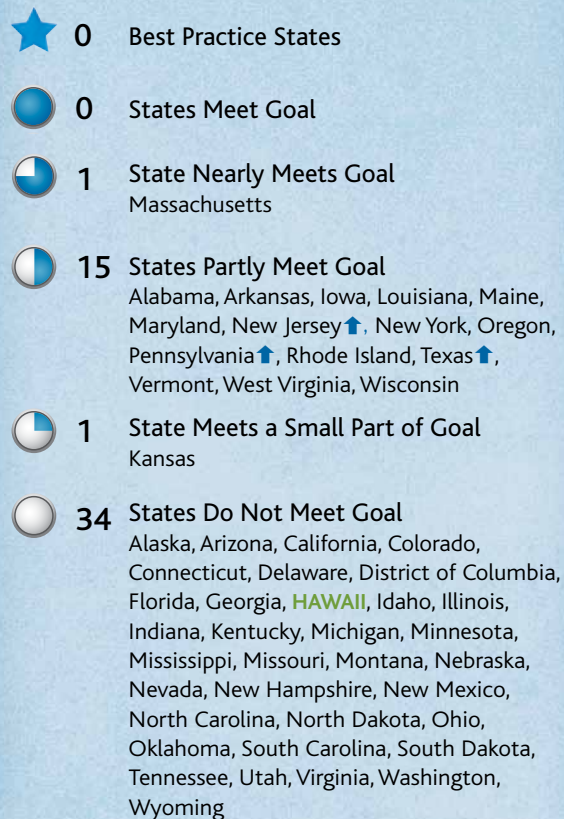 0 Best Practice States
0 States Meet Goal
1 State Nearly Meets Goal
Massachusetts
15 States Partly Meet Goal
Alabama, Arkansas, Iowa, Louisiana, Maine,
Maryland, New Jersey⬆, New York, Oregon,
Pennsylvania⬆, Rhode Island, Texas⬆,
Vermont, West Virginia, Wisconsin
1 State Meets a Small Part of Goal
Kansas
34 States Do Not Meet Goal
Alaska, Arizona, California, Colorado,
Connecticut, Delaware, District of Columbia,
Florida, Georgia, HAWAII, Idaho, Illinois,
Indiana, Kentucky, Michigan, Minnesota,
Mississippi, Missouri, Montana, Nebraska,
Nevada, New Hampshire, New Mexico,
North Carolina, North Dakota, Ohio,
Oklahoma, South Carolina, South Dakota,
Tennessee, Utah, Virginia, Washington,
Wyoming